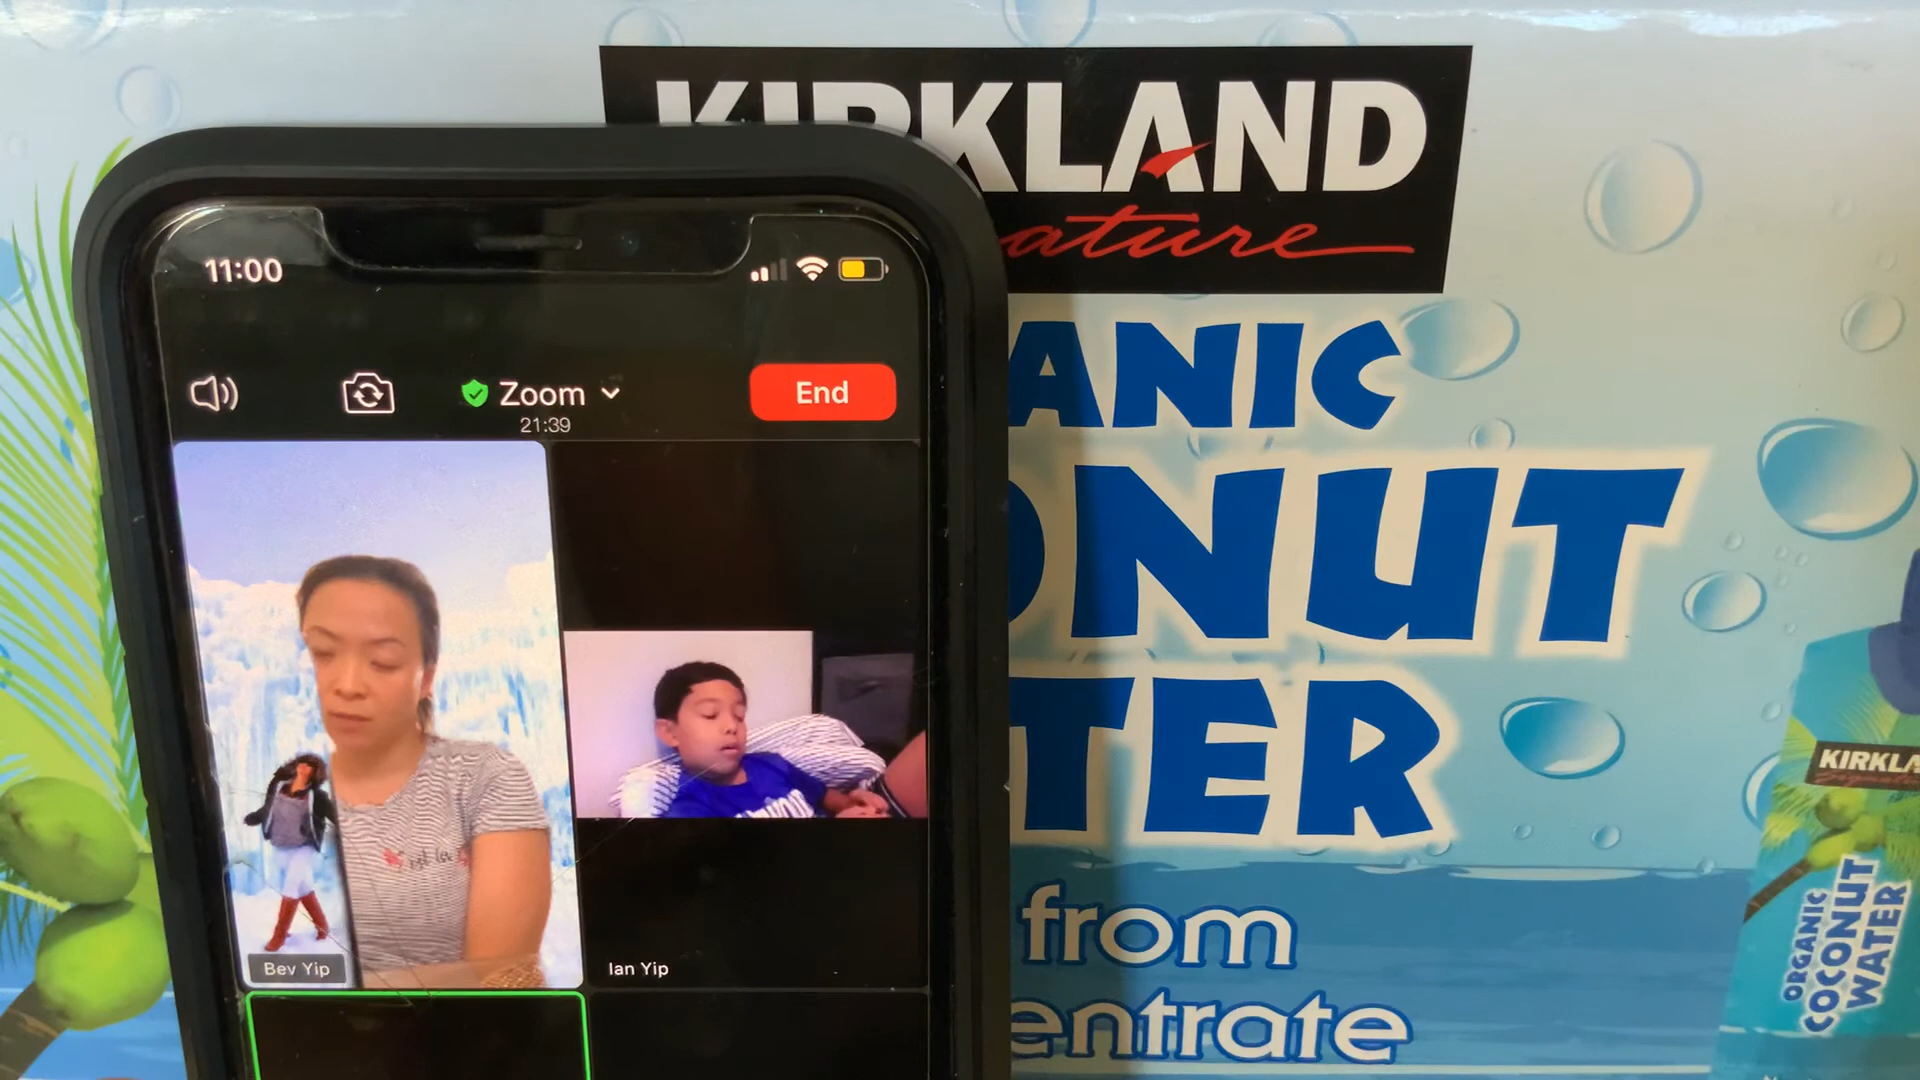 KIRKLAND
ature
11:00
Zoom
21:39
End
ANIC
ONUT
TER
from
entrate
Bev Yip
Ian Yip
KIRKLA
ORGANIC
COCONUT
WATER